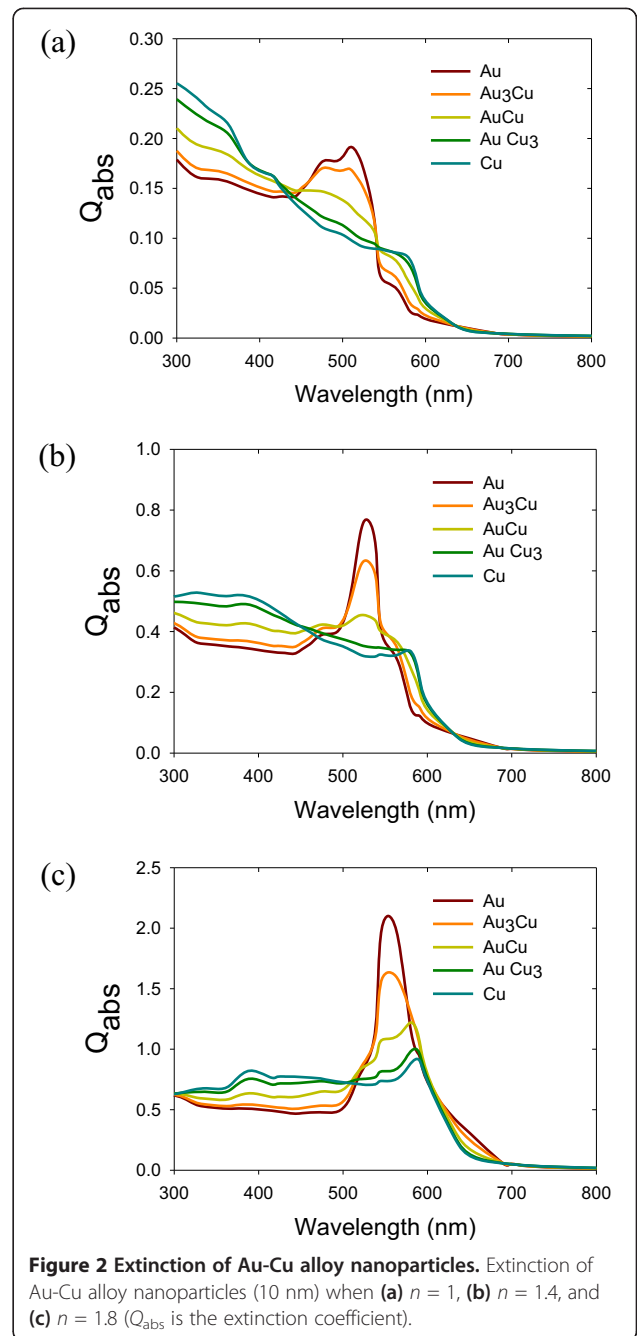 (a)
0.30
0.25
0.20
0.15
0.10
0.05
0.00
Qabs
Au
Au3Cu
AuCu
Au Cu3
Cu
300 400 500 600 700 800
Wavelength (nm)
(b)
1.0
0.8
0.6
0.4
0.2
0.0
Qabs
Au
Au3Cu
AuCu
Au Cu3
Cu
300 400 500 600 700 800
Wavelength (nm)
(c)
2.5
2.0
1.5
1.0
0.5
0.0
Qabs
Au
Au3Cu
AuCu
Au Cu3
Cu
300 400 500 600 700 800
Wavelength (nm)
Figure 2 Extinction of Au-Cu alloy nanoparticles. Extinction of
Au-Cu alloy nanoparticles (10 nm) when (a) n = 1, (b) n = 1.4, and
(c) n = 1.8 (Qabs is the extinction coefficient).